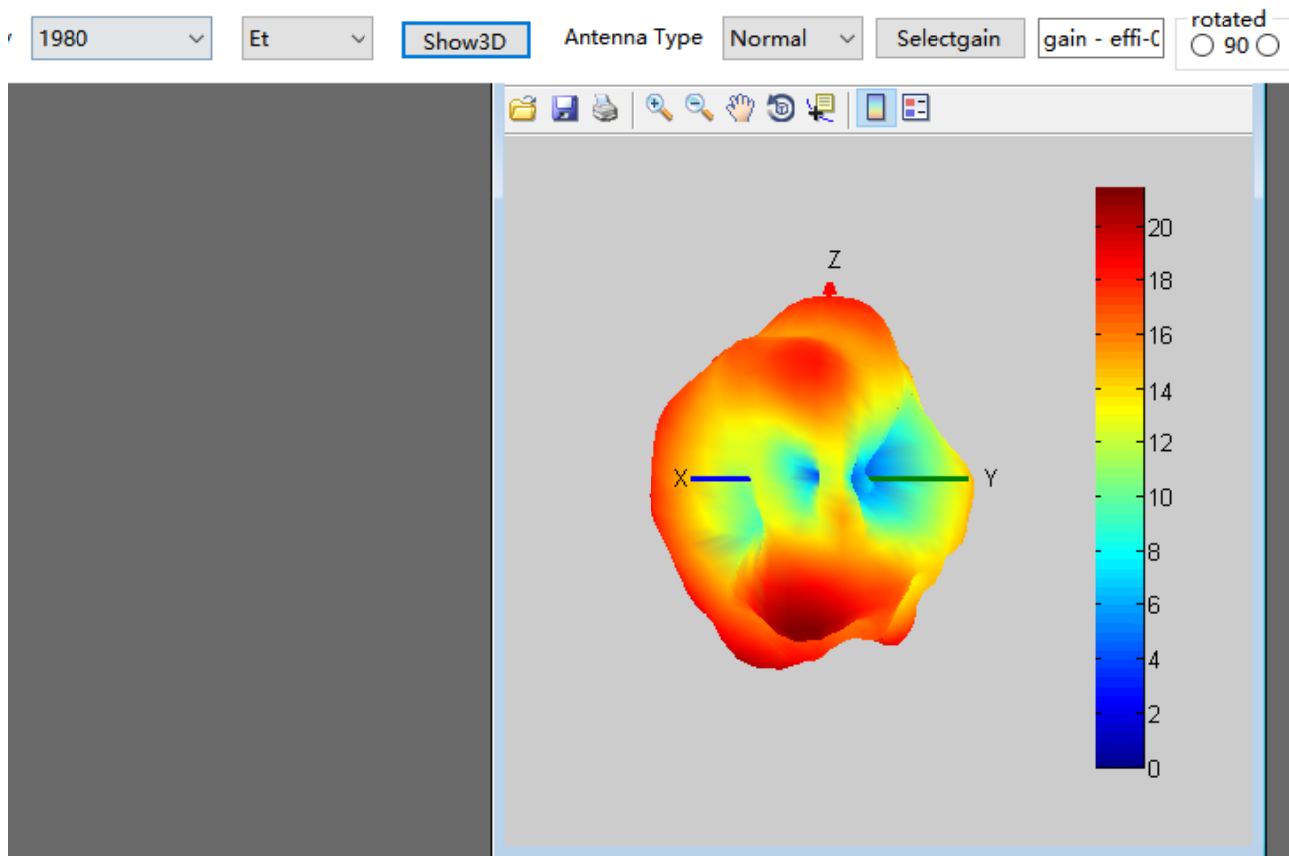 1980
Et
Show3D
Antenna Type
Normal
Selectgain
gain - effi-
rotated
90
Z
X
Y
20
18
16
14
12
10
8
6
4
2
0